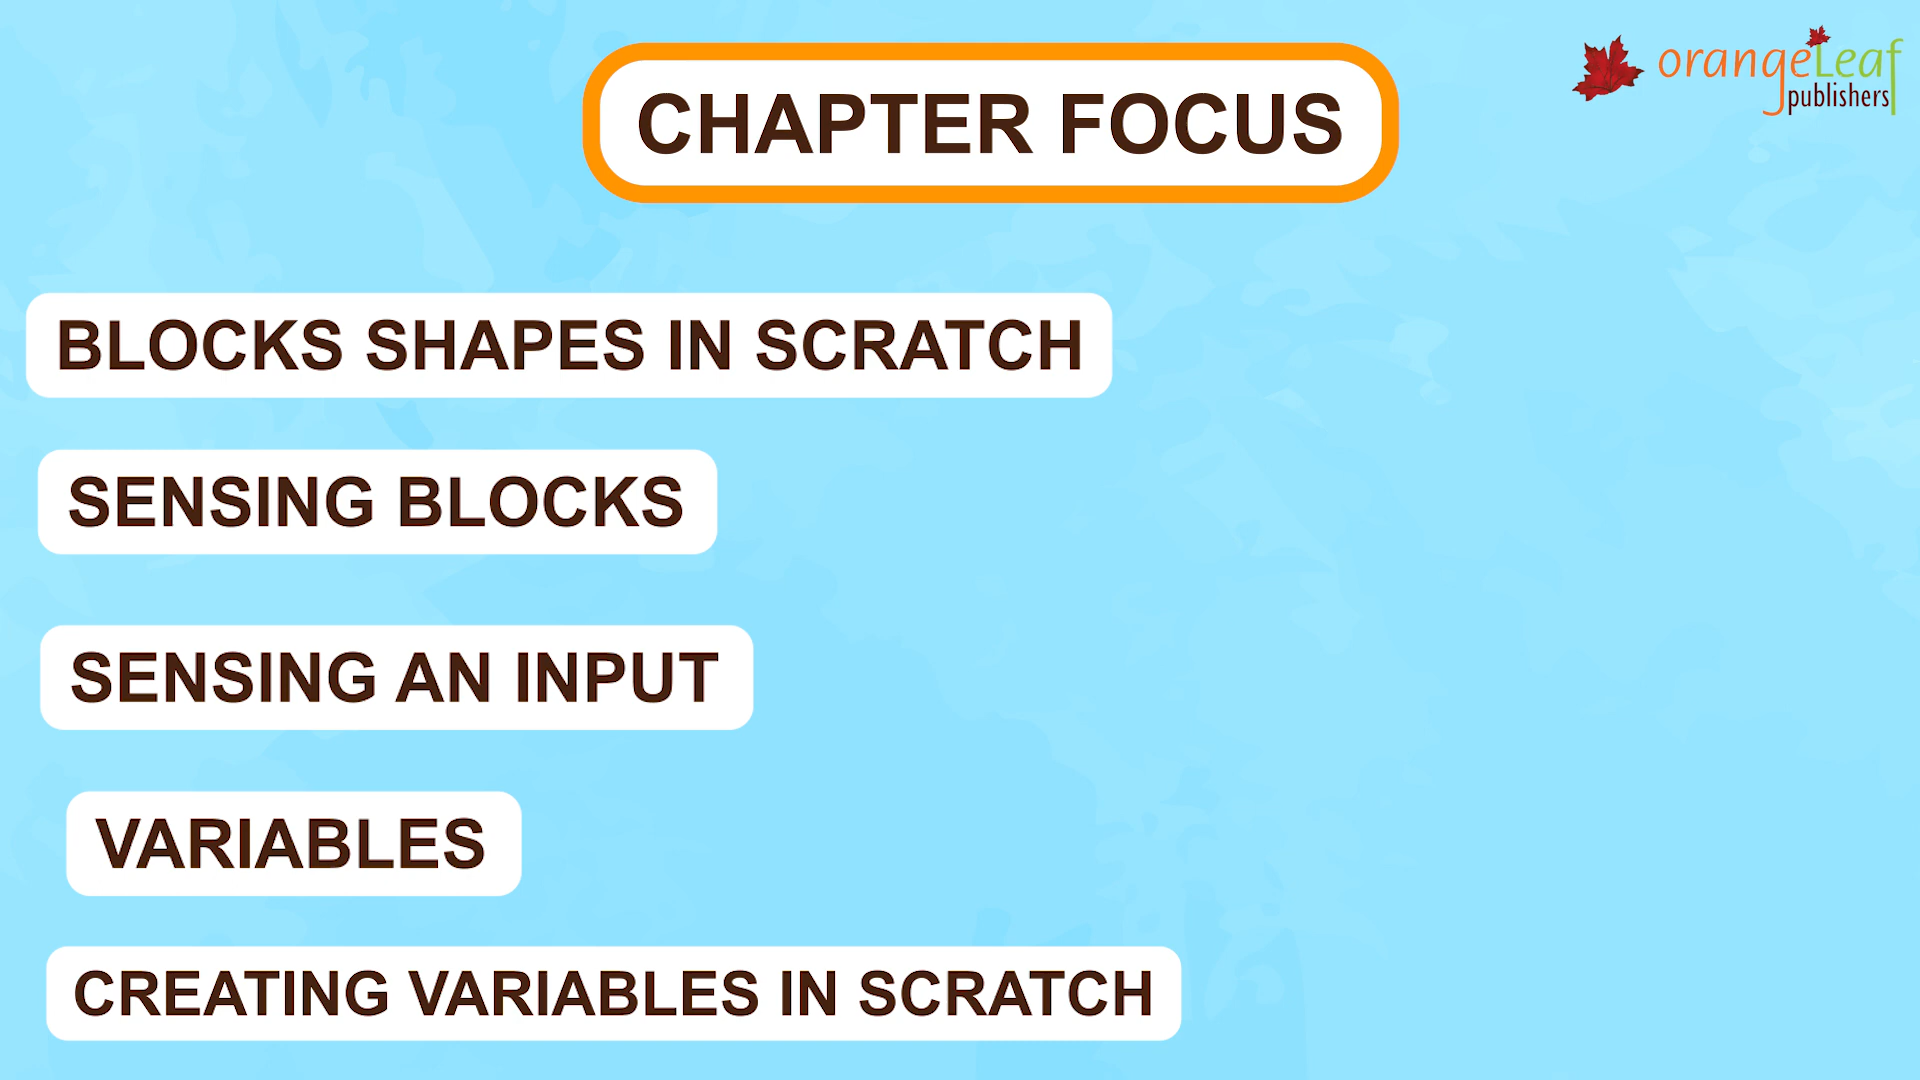 orangeLeaf
publishers
CHAPTER FOCUS
BLOCKS SHAPES IN SCRATCH
SENSING BLOCKS
SENSING AN INPUT
VARIABLES
CREATING VARIABLES IN SCRATCH